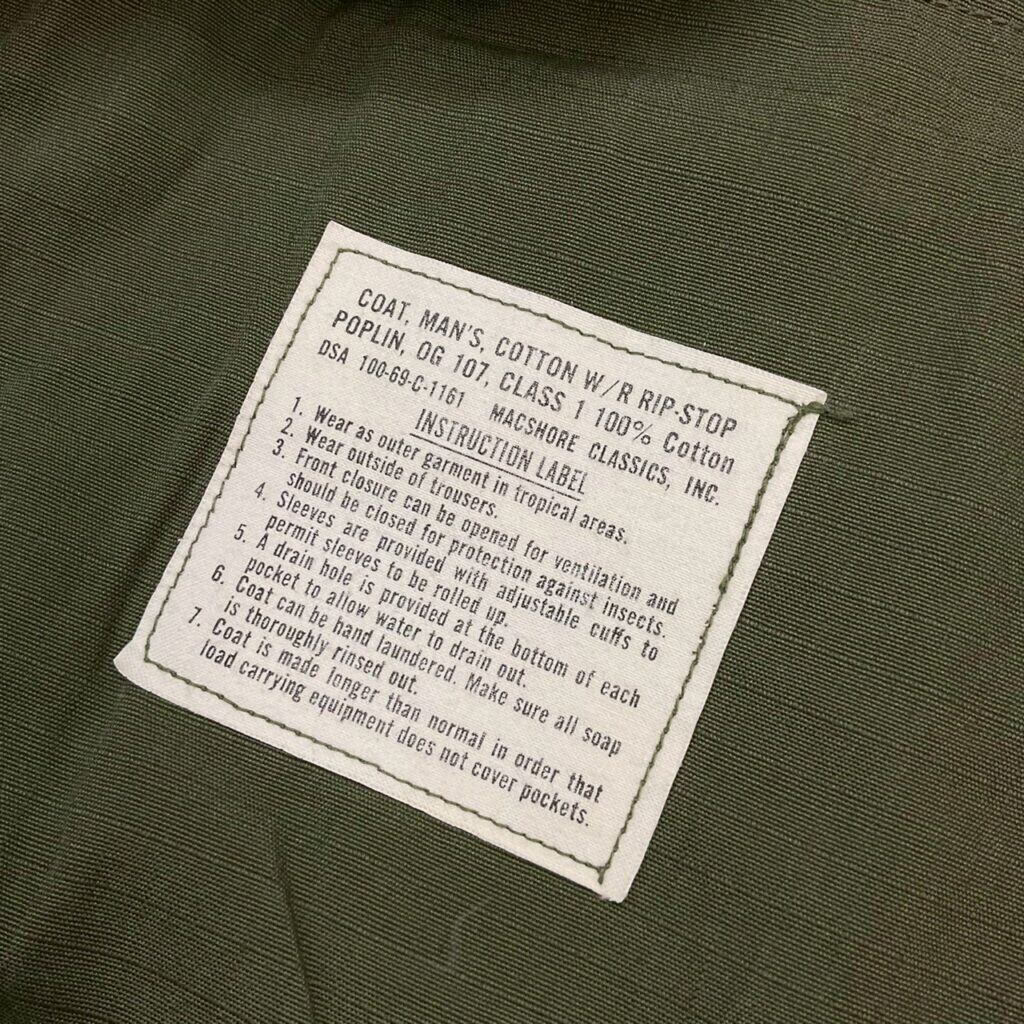 COAT, MAN'S, COTTON W/R RIP-STOP
POPLIN, OG 107, CLASS 1 100% Cotton
DSA 100-69-C-1161 MACSHORE CLASSICS, INC.
INSTRUCTION LABEL
1. Wear as outer garment in tropical areas.
2. Wear outside of trousers.
3. Front closure can be opened for ventilation and
should be closed for protection against insects.
4. Sleeves are provided with adjustable cuffs to
permit sleeves to be rolled up.
5. A drain hole is provided at the bottom of each
pocket to allow water to drain out.
6. Coat can be hand laundered. Make sure all soap
is thoroughly rinsed out.
7. Coat is made longer than normal in order that
load carrying equipment does not cover pockets.